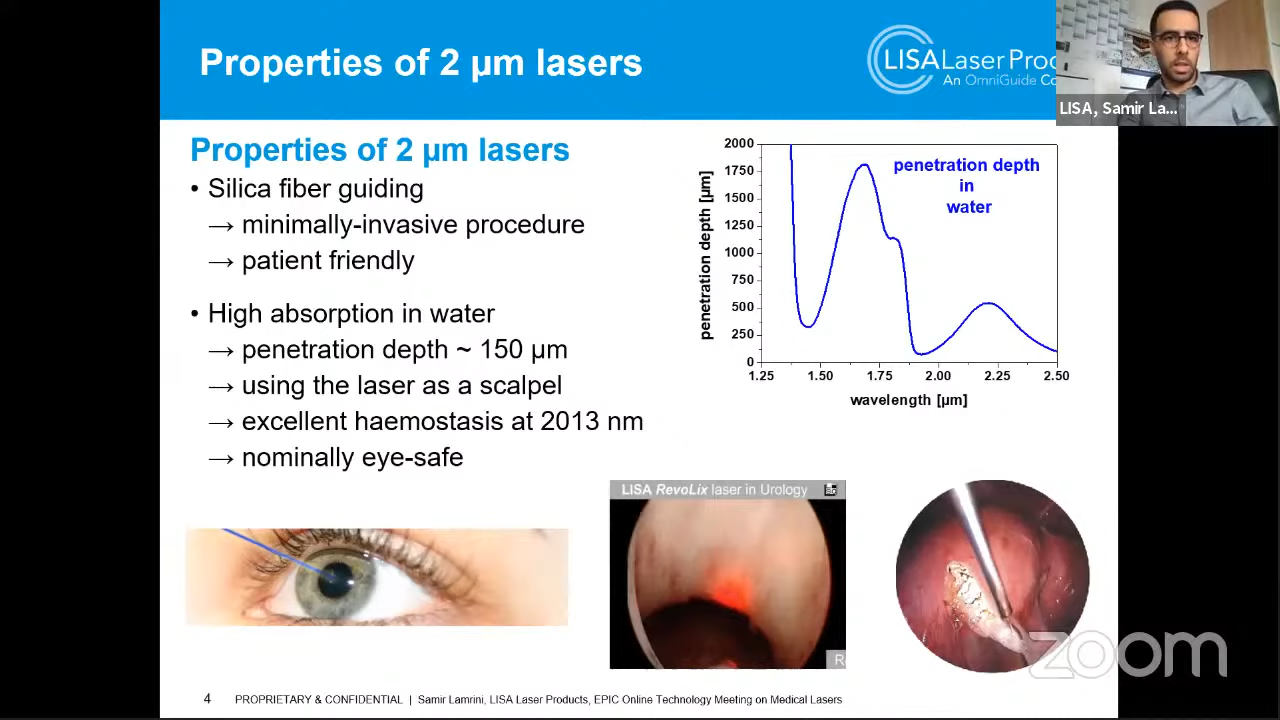 Properties of 2 µm lasers
LISALaser Pro
An OmniGuide Co
LISA, Samir La...
Properties of 2 µm lasers
• Silica fiber guiding
→ minimally-invasive procedure
→ patient friendly
• High absorption in water
→ penetration depth ~ 150 µm
→ using the laser as a scalpel
→ excellent haemostasis at 2013 nm
→ nominally eye-safe
penetration depth
in
water
penetration depth [µm]
2000
1750
1500
1250
1000
750
500
250
0
1.25 1.50 1.75 2.00 2.25 2.50
wavelength [µm]
LISA RevoLix laser in Urology
R
zoom
4 PROPRIETARY & CONFIDENTIAL | Samir Lamrini, LISA Laser Products, EPIC Online Technology Meeting on Medical Lasers